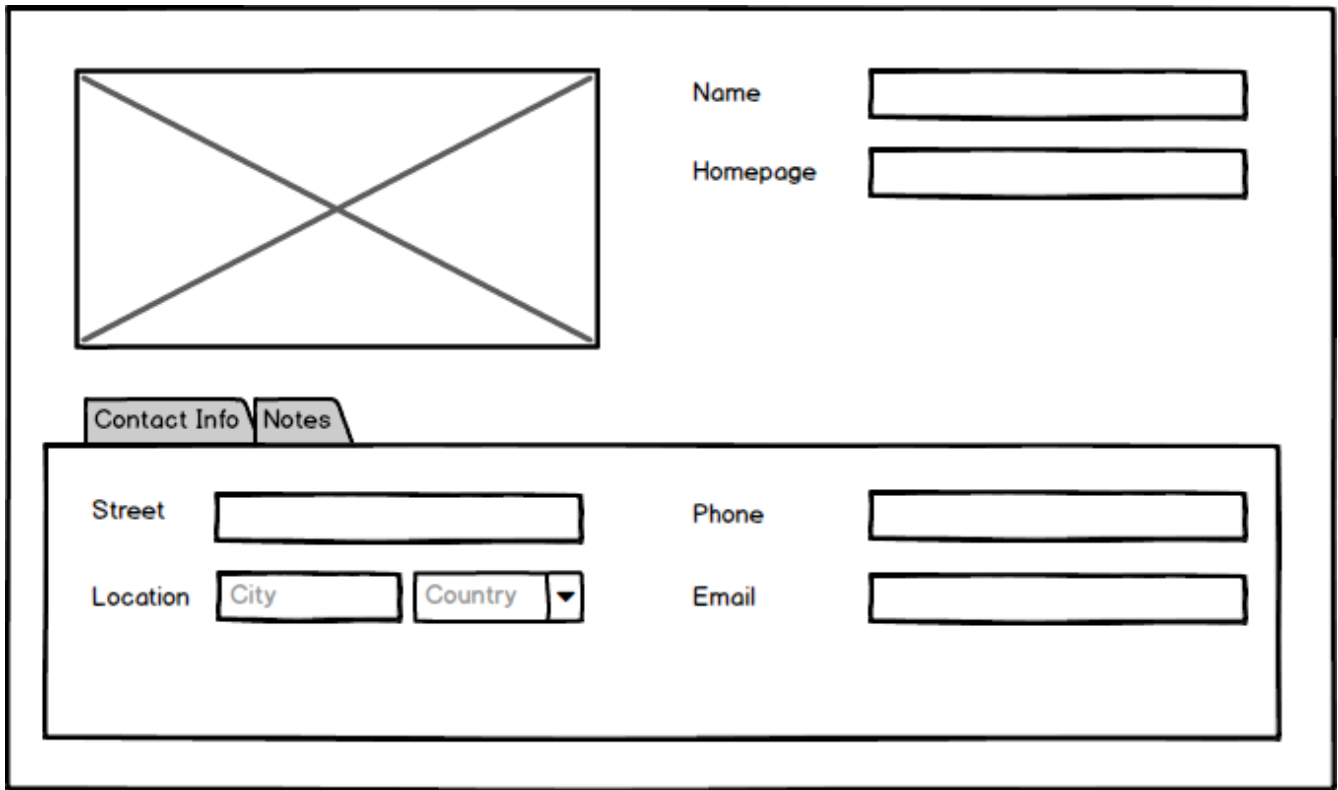 Name
Homepage
Contact Info
Notes
Street
Phone
Location
City
Country
Email